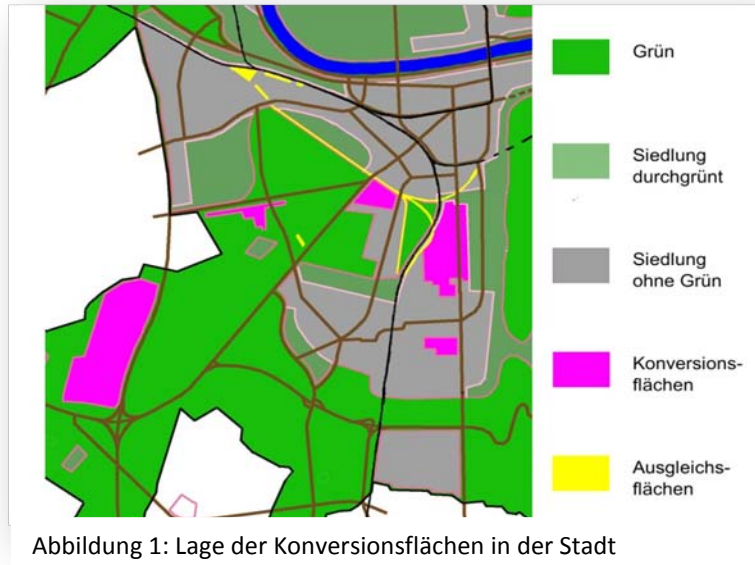 Grün
Siedlung
durchgrünt
Siedlung
ohne Grün
Konversions-
flächen
Ausgleichs-
flächen
Abbildung 1: Lage der Konversionsflächen in der Stadt